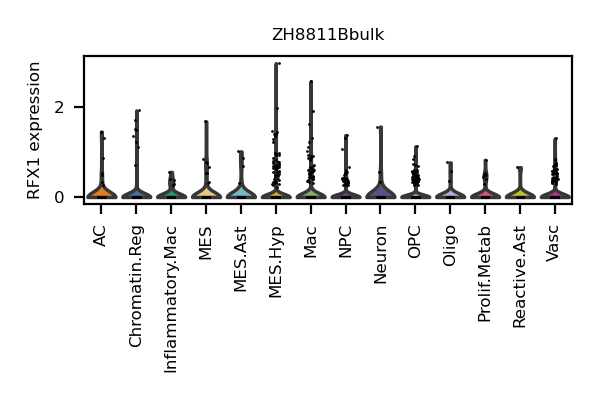 ZH8811Bbulk
RFX1 expression
2
0
AC
Chromatin.Reg
Inflammatory.Mac
MES
MES.Ast
MES.Hyp
Mac
NPC
Neuron
OPC
Oligo
Prolif.Metab
Reactive.Ast
Vasc